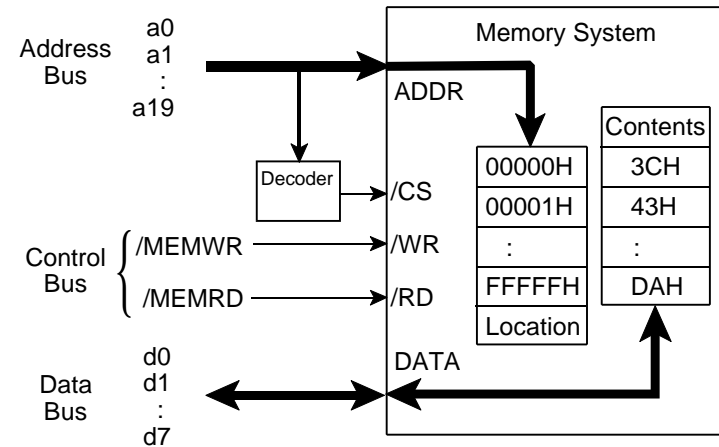 Address
Bus
a0
a1
:
a19
Memory System
ADDR
Decoder
/CS
Control
Bus
/MEMWR
/WR
/MEMRD
/RD
Data
Bus
d0
d1
:
d7
DATA
00000H
00001H
:
FFFFFH
Location
Contents
3CH
43H
:
DAH